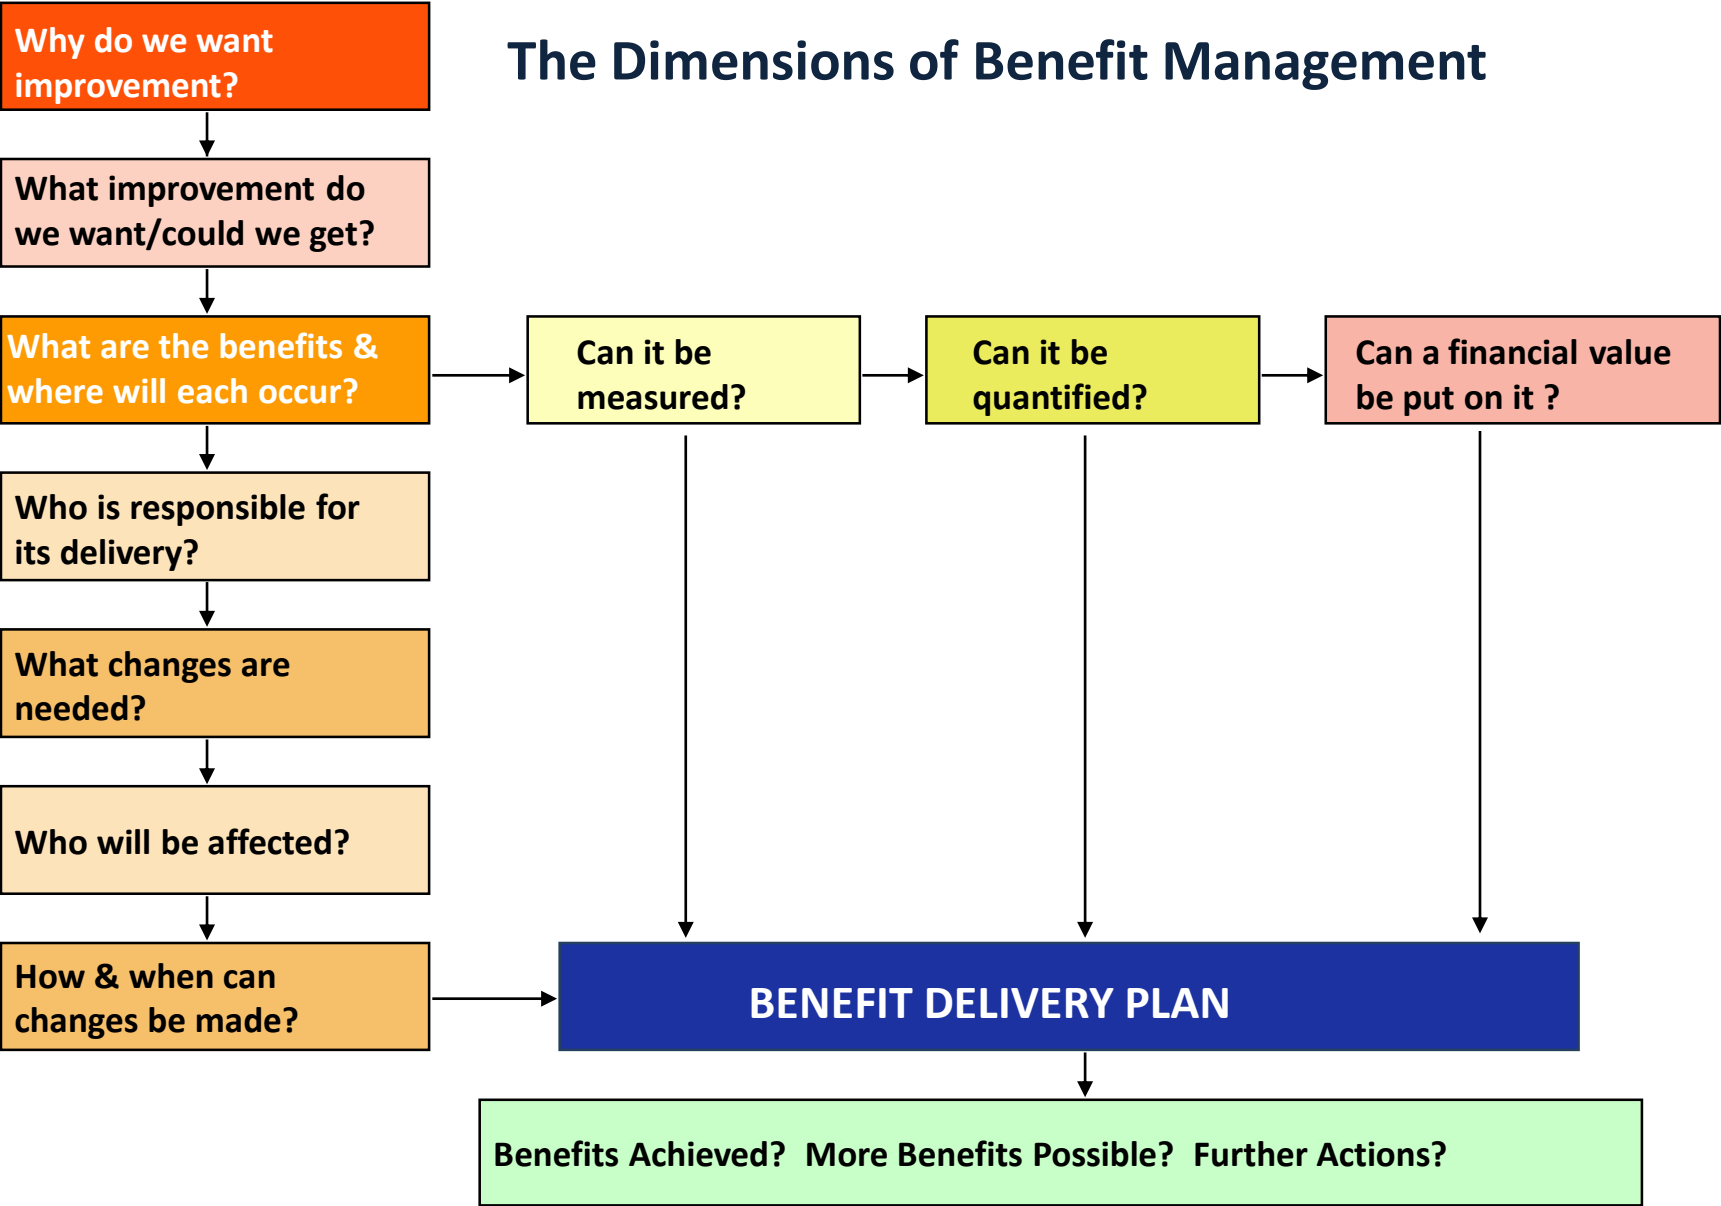 The Dimensions of Benefit Management
Why do we want
improvement?
What improvement do
we want/could we get?
What are the benefits &
where will each occur?
Can it be
measured?
Can it be
quantified?
Can a financial value
be put on it ?
Who is responsible for
its delivery?
What changes are
needed?
Who will be affected?
How & when can
changes be made?
BENEFIT DELIVERY PLAN
Benefits Achieved?  More Benefits Possible?  Further Actions?